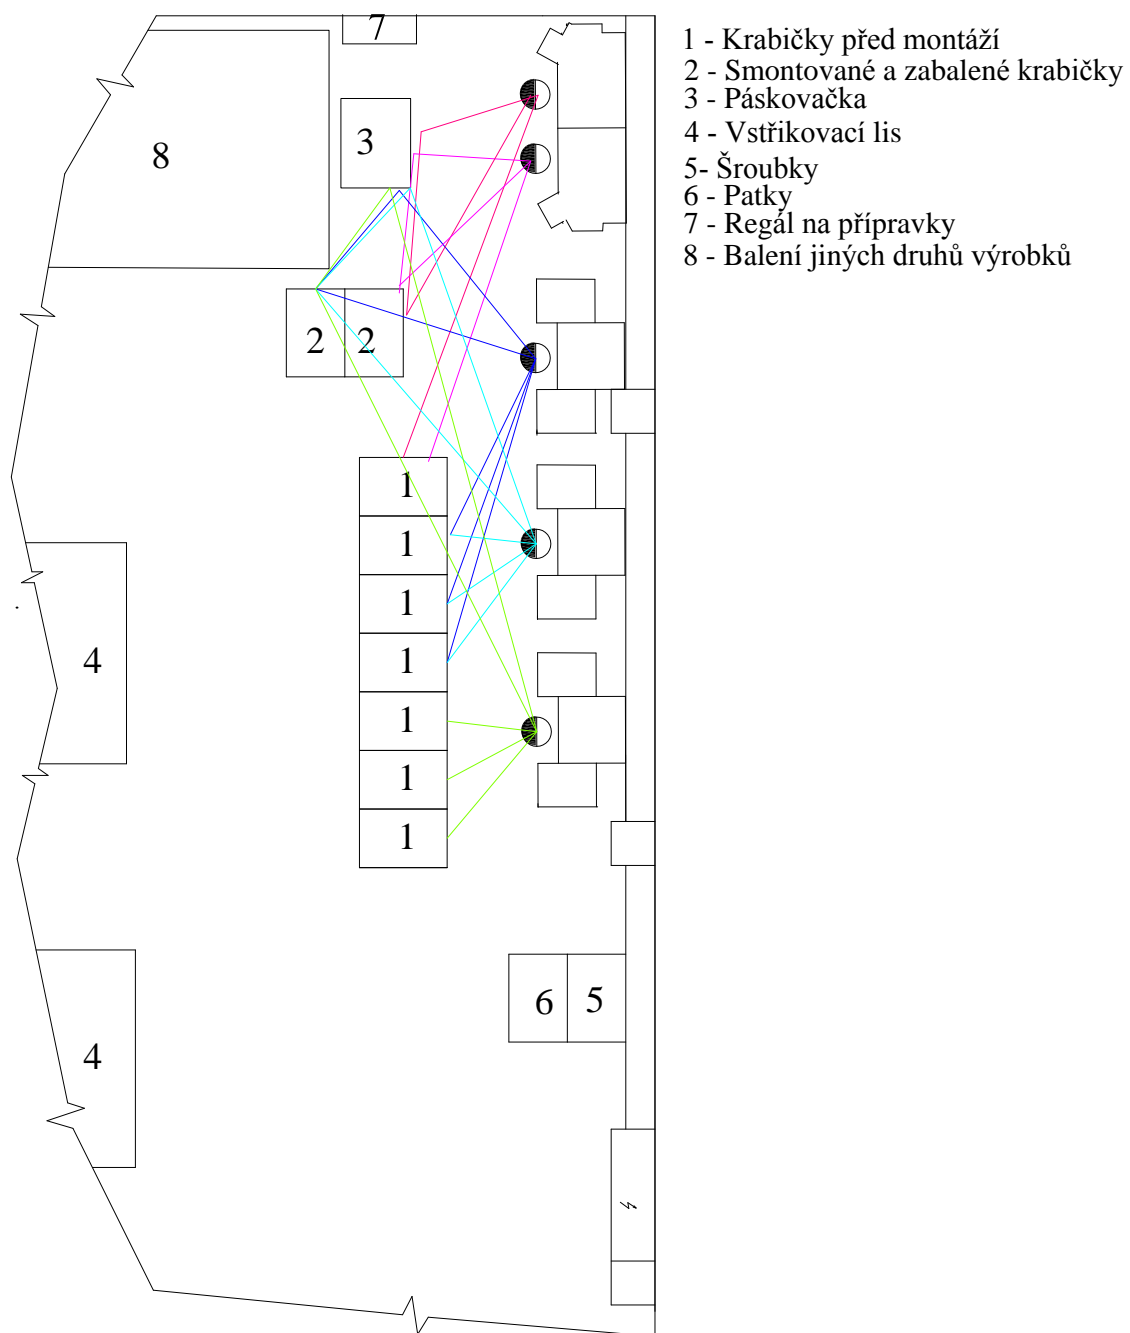 7
1 - Krabičky před montáží
2 - Smontované a zabalené krabičky
3 - Páskovačka
4 - Vstřikovací lis
5- Šroubky
6 - Patky
7 - Regál na přípravky
8 - Balení jiných druhů výrobků
8
3
2 2
1
1
1
1
1
1
1
4
6 5
4